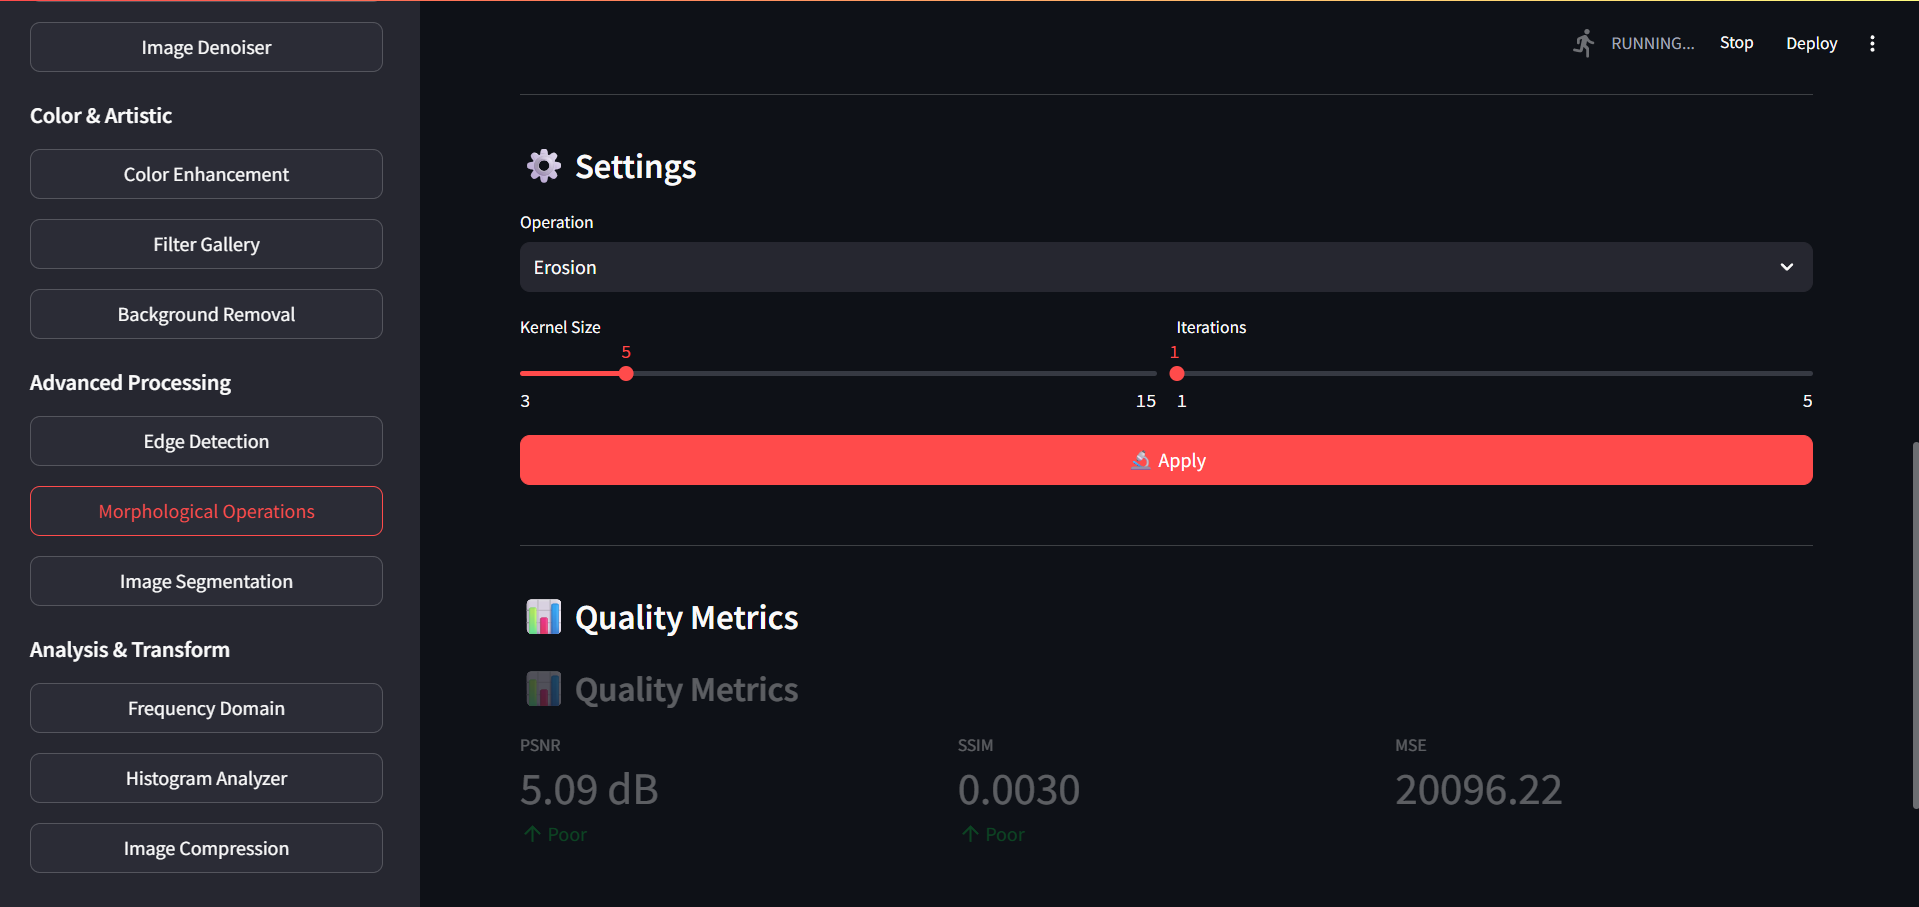 Image Denoiser
Color & Artistic
Color Enhancement
Filter Gallery
Background Removal
Advanced Processing
Edge Detection
Morphological Operations
Image Segmentation
Analysis & Transform
Frequency Domain
Histogram Analyzer
Image Compression
RUNNING... Stop Deploy
Settings
Operation
Erosion
Kernel Size Iterations
5 1
3 15 1 5
Apply
Quality Metrics
Quality Metrics
PSNR SSIM MSE
5.09 dB 0.0030 20096.22
↑ Poor ↑ Poor